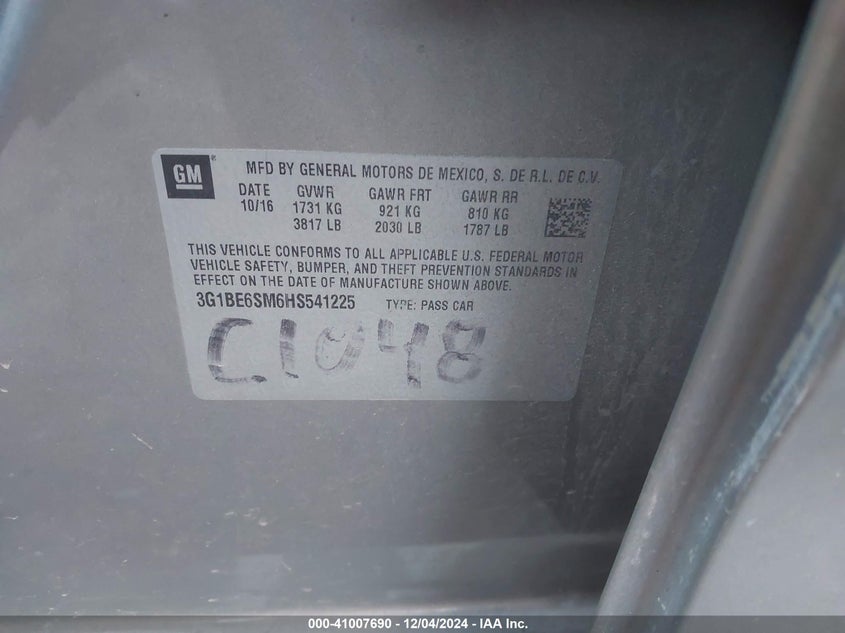 GM
MFD BY GENERAL MOTORS DE MEXICO, S. DE R.L. DE C.V.
DATE GVWR GAWR FRT GAWR RR
10/16 1731 KG 921 KG 810 KG
3817 LB 2030 LB 1787 LB
THIS VEHICLE CONFORMS TO ALL APPLICABLE U.S. FEDERAL MOTOR
VEHICLE SAFETY, BUMPER, AND THEFT PREVENTION STANDARDS IN
EFFECT ON THE DATE OF MANUFACTURE SHOWN ABOVE.
3G1BE6SM6HS541225 TYPE: PASS CAR
C1048
000-41007690 - 12/04/2024 - IAA Inc.